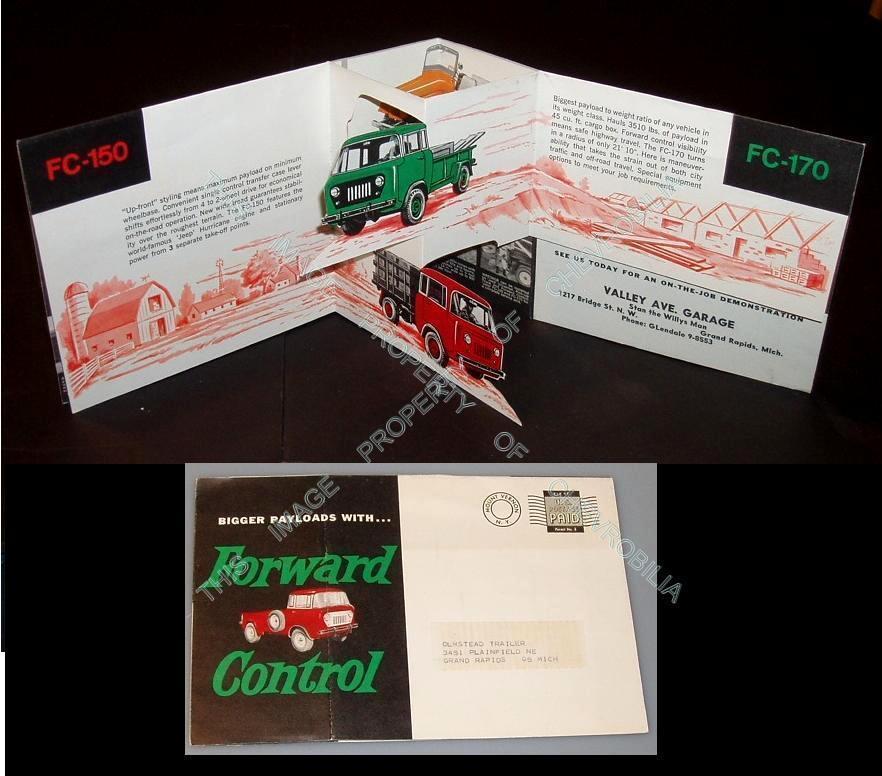 FC-150
"Up-front" styling means maximum payload on minimum
wheelbase. Convenient single control transfer case lever
shifts effortlessly from 4 to 2-wheel drive for economical
on-the-road operation. New wide tread guarantees stabil-
ity over the roughest terrain. The FC-150 features the
world-famous 'Jeep' Hurricane engine and stationary
power from 3 separate take-off points.
Biggest payload to weight ratio of any vehicle in
its weight class. Hauls 3510 lbs. of payload in
45 cu. ft. cargo box. Forward control visibility
means safe highway travel. The FC-170 turns
in a radius of only 21' 10". Here is maneuver-
ability that takes the strain out of both city
traffic and off-road travel. Special equipment
options to meet your job requirements.
FC-170
SEE US TODAY FOR AN ON-THE-JOB DEMONSTRATION
VALLEY AVE. GARAGE
Stan the Willys Man
1217 Bridge St. N. W. Grand Rapids, Mich.
Phone: GLendale 9-8553
BIGGER PAYLOADS WITH...
Forward
Control
MOUNT VERNON
N. Y.
PAID
OLMSTEAD TRAILER
3491 PLAINFIELD NE
GRAND RAPIDS 05 MICH
THIS IMAGE PROPERTY OF CHEVROBILIA